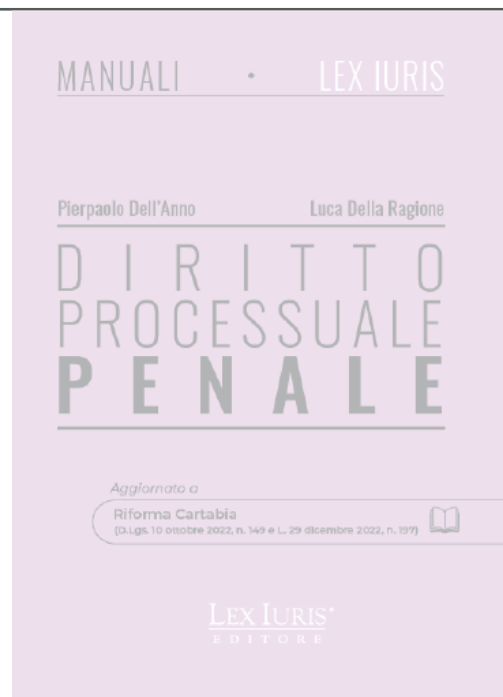 MANUALI • LEX IURIS
Pierpaolo Dell'Anno Luca Della Ragione
DIRITTO
PROCESSUALE
PENALE
Aggiornato a
Riforma Cartabia
(D.Lgs. 10 ottobre 2022, n. 149 e L. 29 dicembre 2022, n. 197)
LEX IURIS
EDITORE